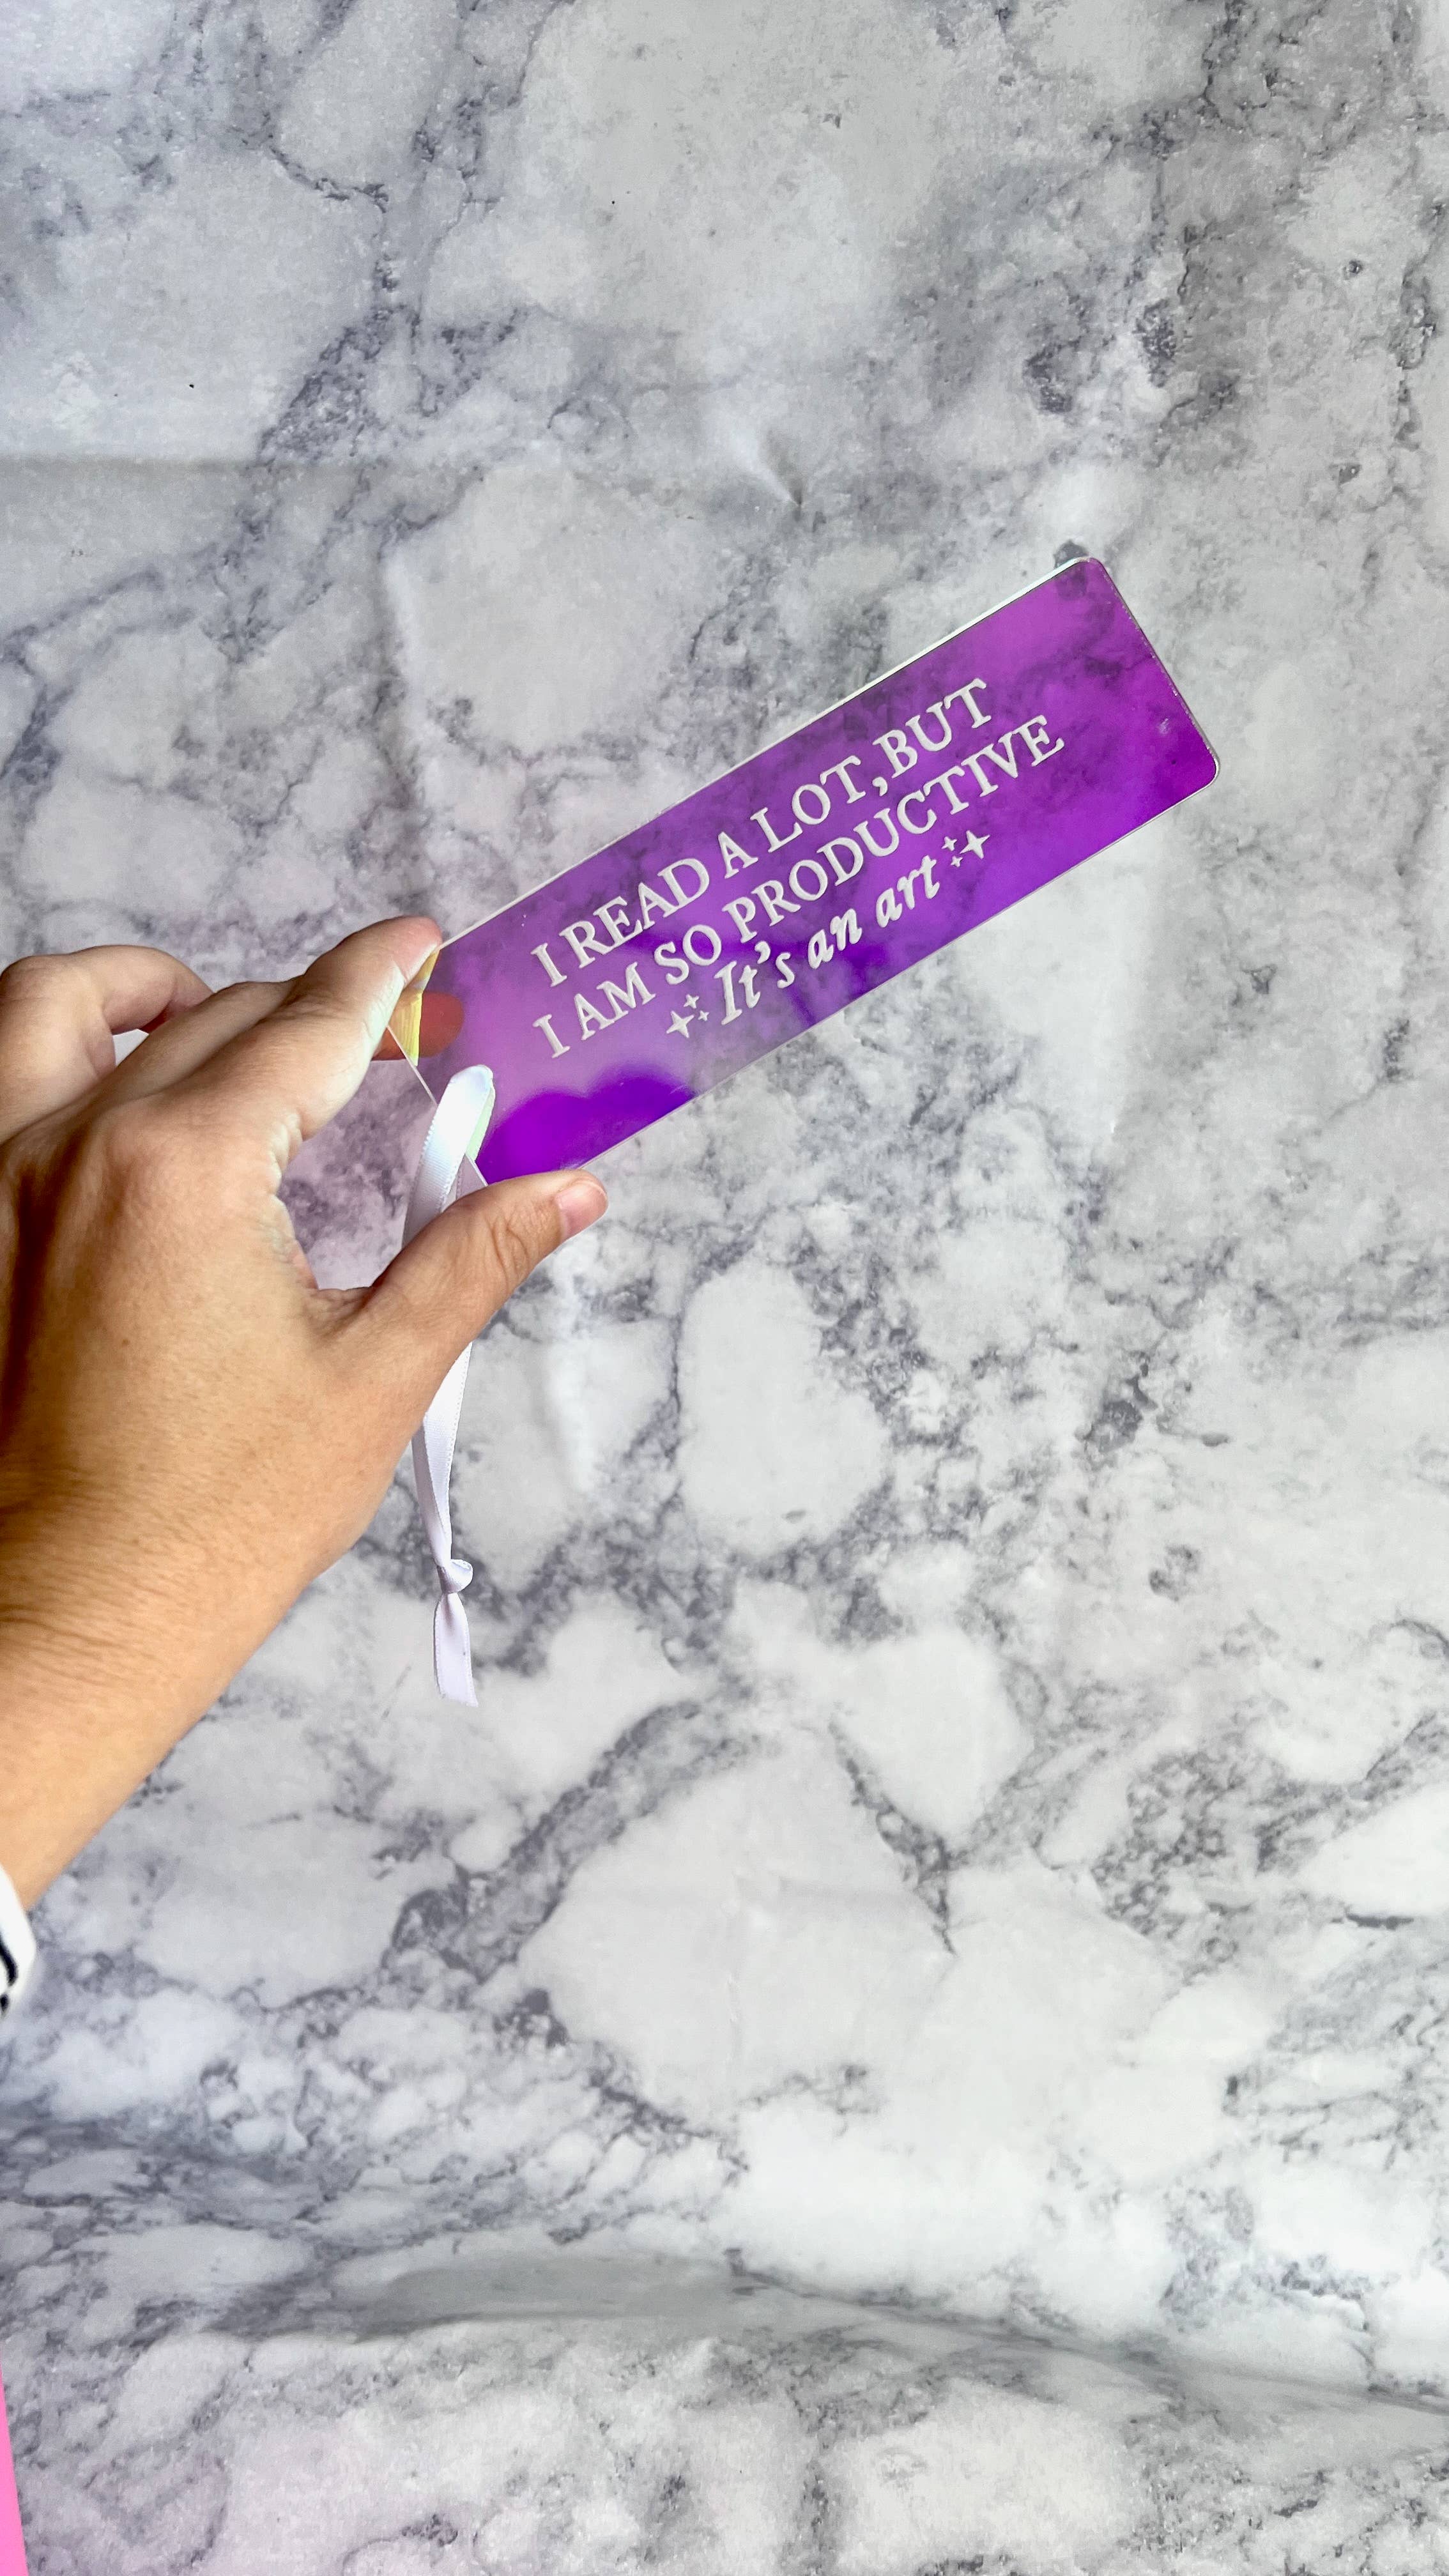 I READ A LOT, BUT
I AM SO PRODUCTIVE
It's an art